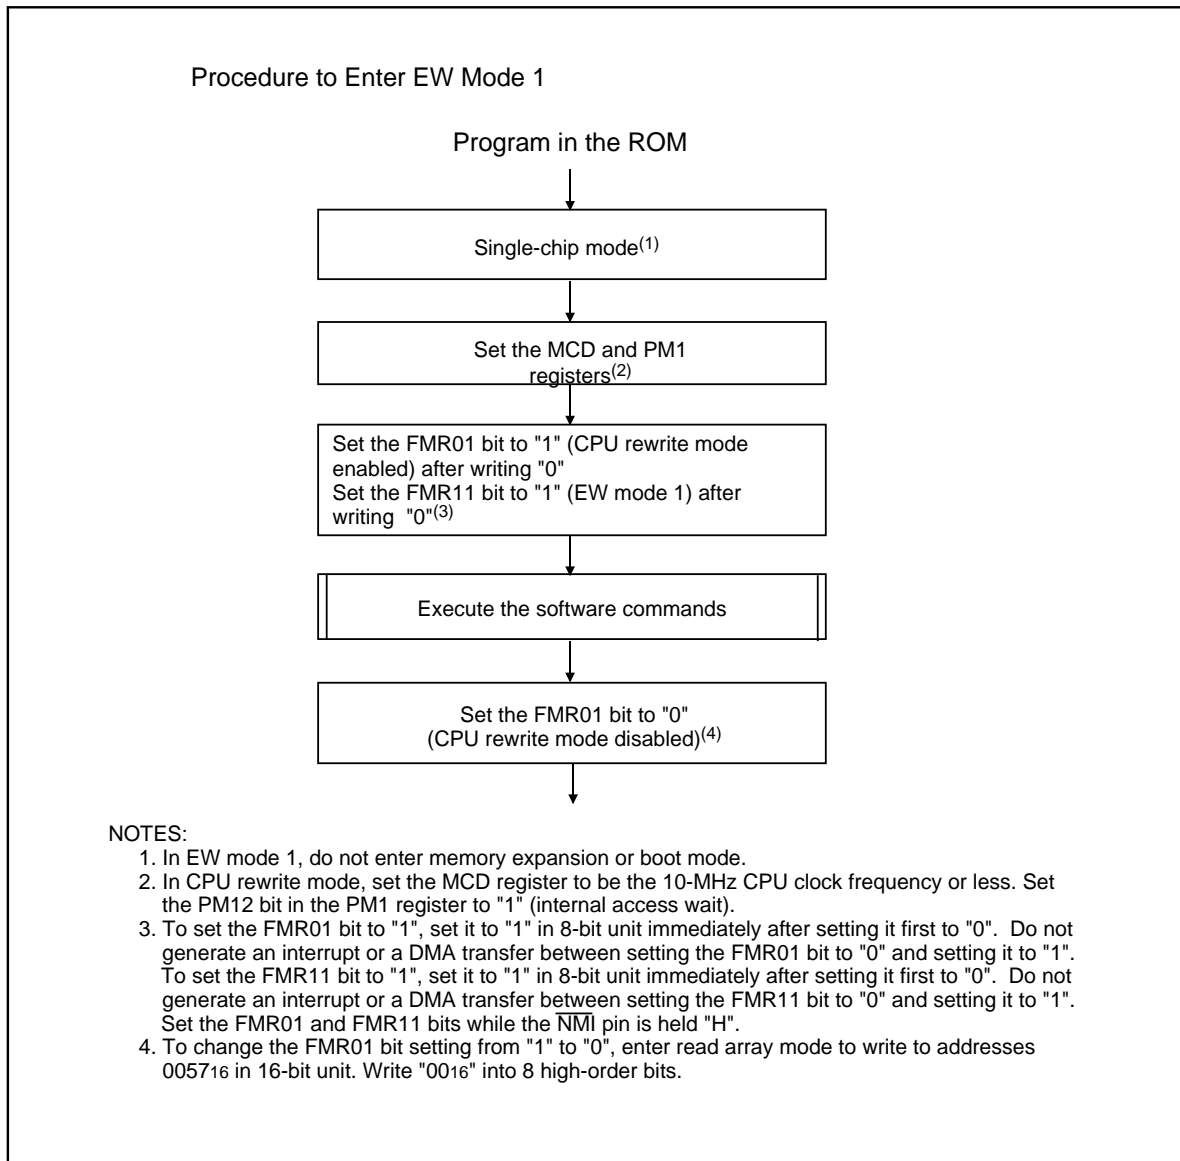 Procedure to Enter EW Mode 1
Program in the ROM
Single-chip mode(1)
Set the MCD and PM1
registers(2)
Set the FMR01 bit to "1" (CPU rewrite mode
enabled) after writing "0"
Set the FMR11 bit to "1" (EW mode 1) after
writing "0"(3)
Execute the software commands
Set the FMR01 bit to "0"
(CPU rewrite mode disabled)(4)
NOTES:
1. In EW mode 1, do not enter memory expansion or boot mode.
2. In CPU rewrite mode, set the MCD register to be the 10-MHz CPU clock frequency or less. Set
the PM12 bit in the PM1 register to "1" (internal access wait).
3. To set the FMR01 bit to "1", set it to "1" in 8-bit unit immediately after setting it first to "0". Do not
generate an interrupt or a DMA transfer between setting the FMR01 bit to "0" and setting it to "1".
To set the FMR11 bit to "1", set it to "1" in 8-bit unit immediately after setting it first to "0". Do not
generate an interrupt or a DMA transfer between setting the FMR11 bit to "0" and setting it to "1".
Set the FMR01 and FMR11 bits while the NMI pin is held "H".
4. To change the FMR01 bit setting from "1" to "0", enter read array mode to write to addresses
005716 in 16-bit unit. Write "0016" into 8 high-order bits.